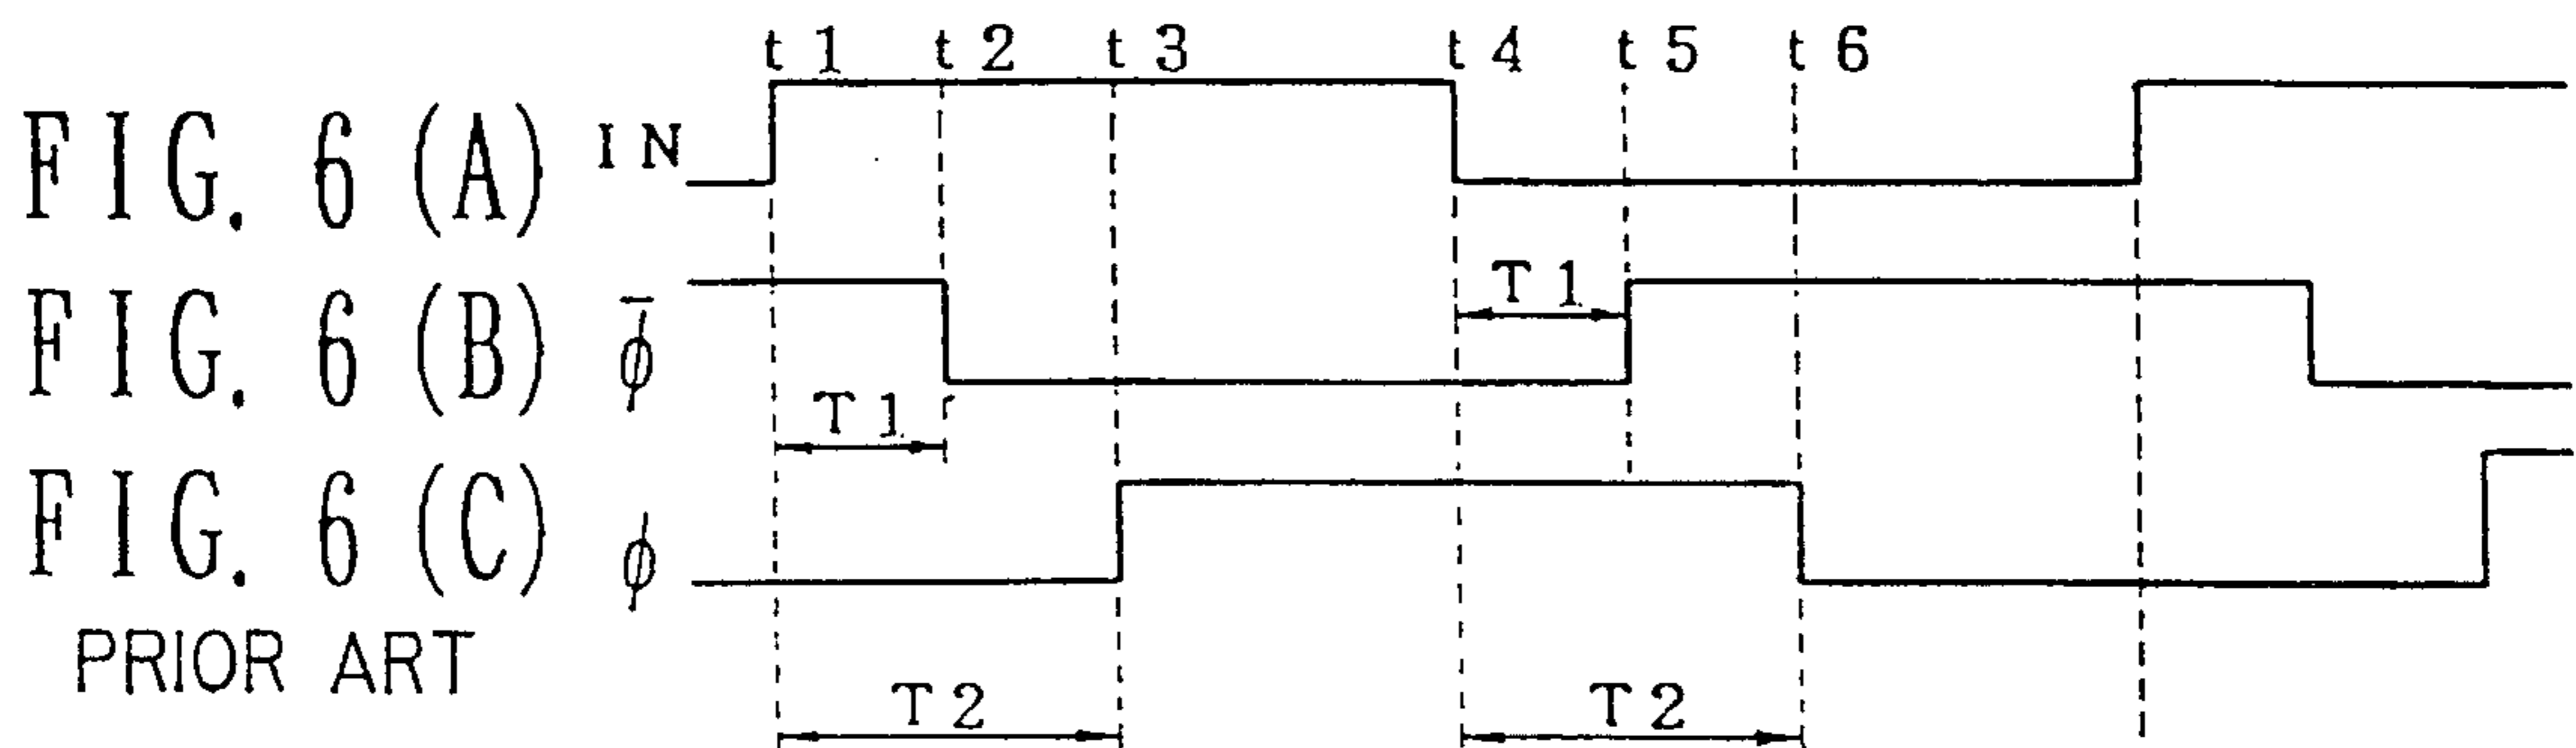 t1 t2 t3 t4 t5 t6
FIG. 6 (A) IN
FIG. 6 (B) ϕ̅ T1
T1
FIG. 6 (C) ϕ
PRIOR ART
T2 T2